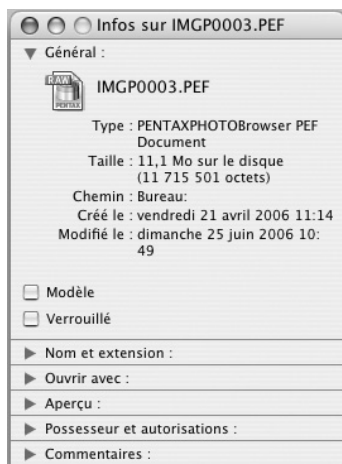 Infos sur IMGP0003.PEF
Général :
RAW
PENTAX
IMGP0003.PEF
Type : PENTAXPHOTOBrowser PEF
Document
Taille : 11,1 Mo sur le disque
(11 715 501 octets)
Chemin : Bureau:
Créé le : vendredi 21 avril 2006 11:14
Modifié le : dimanche 25 juin 2006 10:
49
Modèle
Verrouillé
Nom et extension :
Ouvrir avec :
Aperçu :
Possesseur et autorisations :
Commentaires :